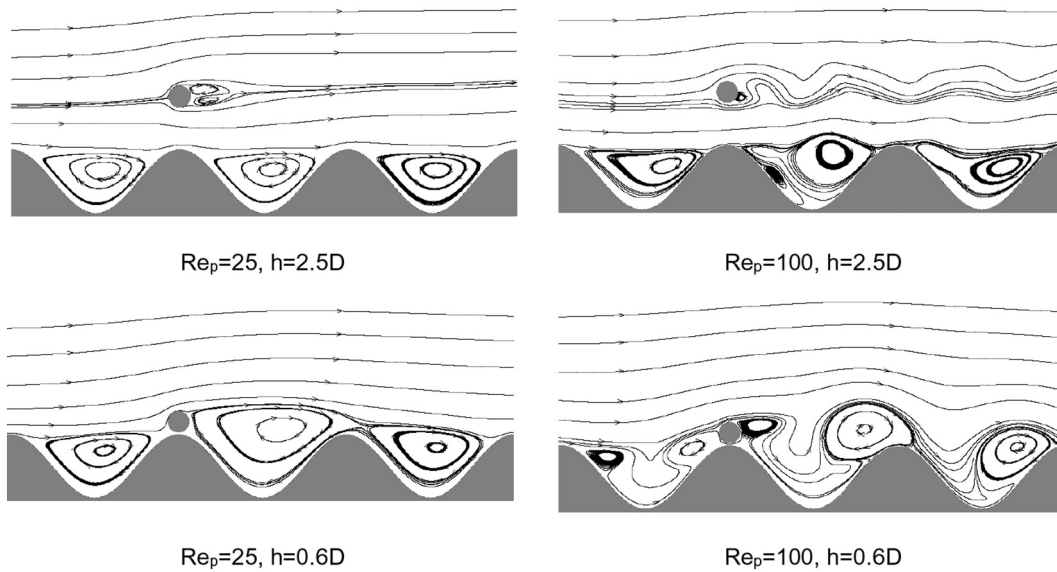 Reₚ=25, h=2.5D
Reₚ=100, h=2.5D
Reₚ=25, h=0.6D
Reₚ=100, h=0.6D